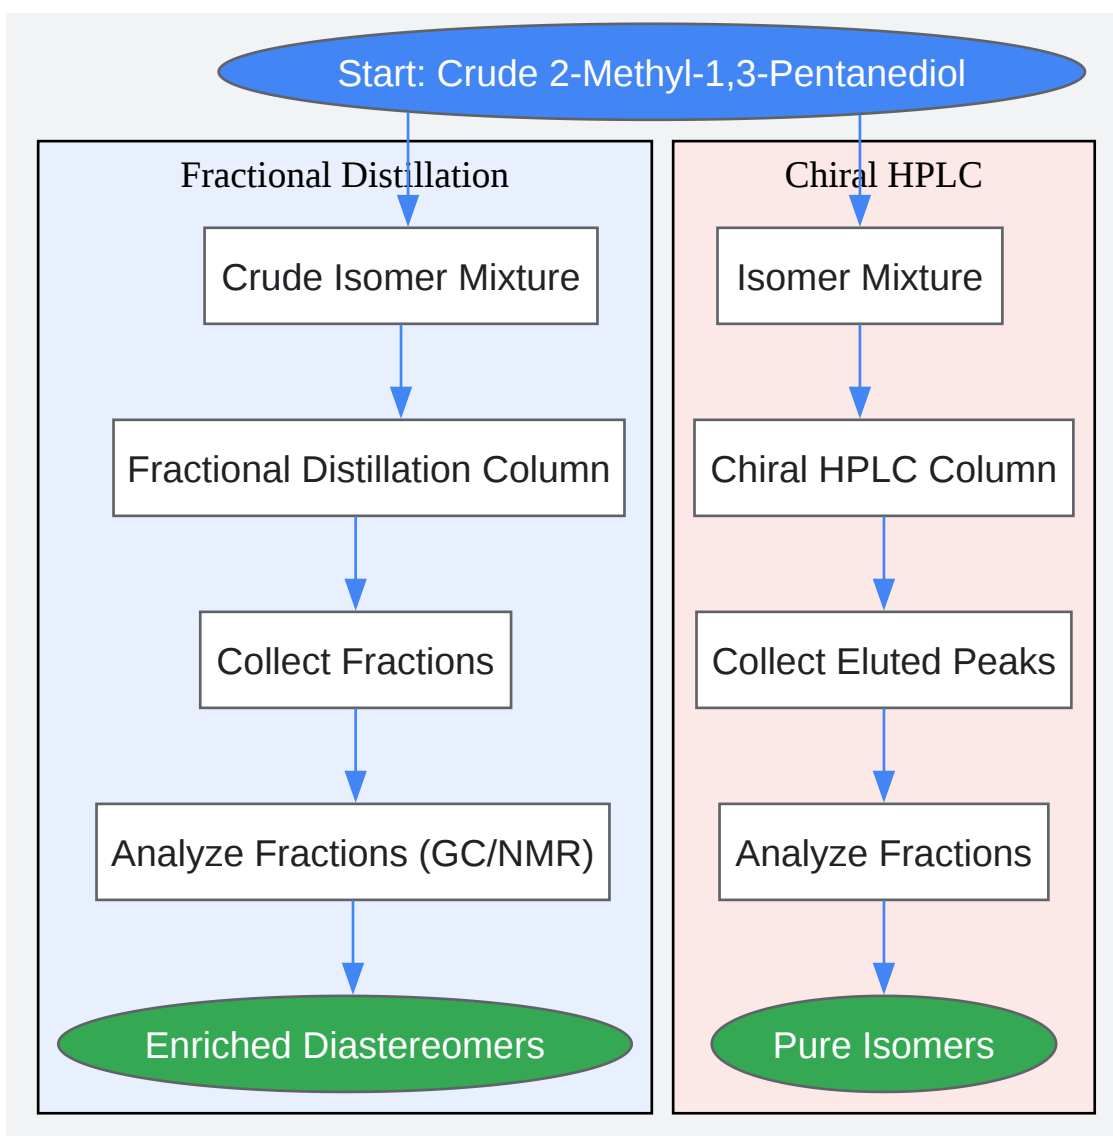 Start: Crude 2-Methyl-1,3-Pentanediol
Fractional Distillation
Crude Isomer Mixture
Fractional Distillation Column
Collect Fractions
Analyze Fractions (GC/NMR)
Enriched Diastereomers
Chiral HPLC
Isomer Mixture
Chiral HPLC Column
Collect Eluted Peaks
Analyze Fractions
Pure Isomers